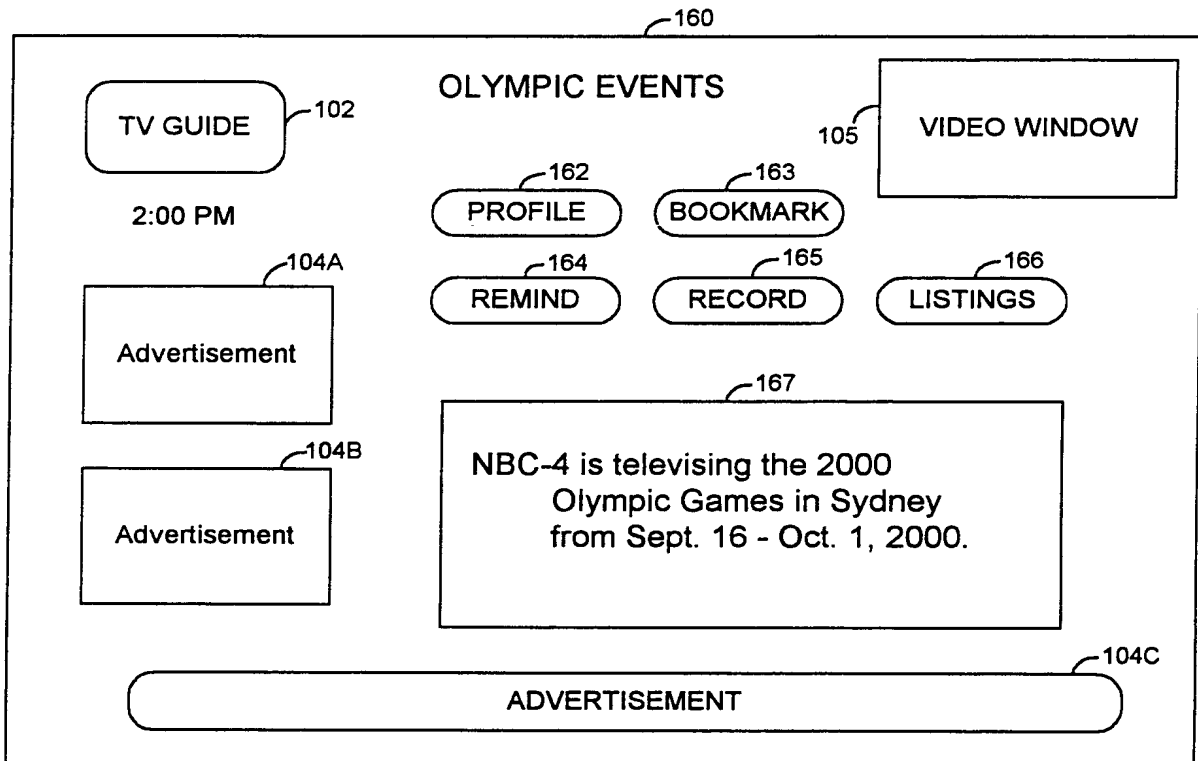 160
OLYMPIC EVENTS
TV GUIDE
102
105
VIDEO WINDOW
162
163
PROFILE
BOOKMARK
2:00 PM
164
165
166
REMIND
RECORD
LISTINGS
104A
Advertisement
167
NBC-4 is televising the 2000
Olympic Games in Sydney
from Sept. 16 - Oct. 1, 2000.
104B
Advertisement
104C
ADVERTISEMENT